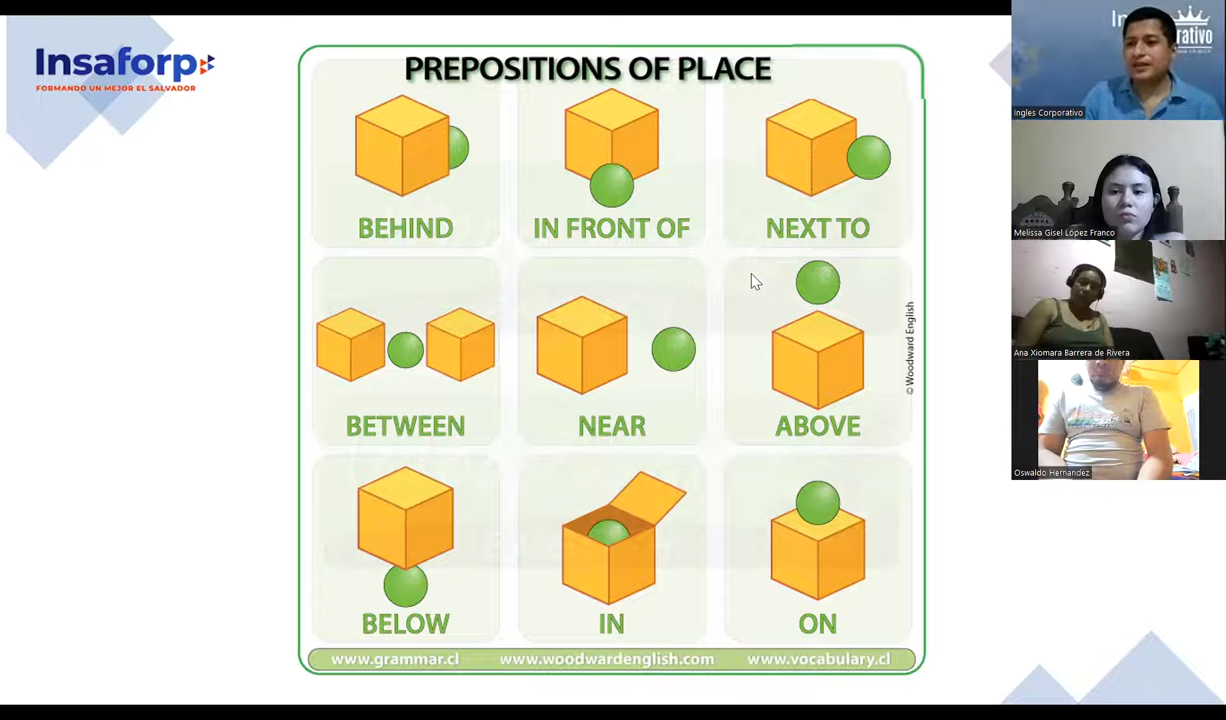 Insaforp
FORMANDO UN MEJOR EL SALVADOR
PREPOSITIONS OF PLACE
BEHIND
IN FRONT OF
NEXT TO
BETWEEN
NEAR
ABOVE
© Woodward English
BELOW
IN
ON
www.grammar.cl www.woodwardenglish.com www.vocabulary.cl
Ingles Corporativo
Melissa Gisel López Franco
Ana Xiomara Barrera de Rivera
Oswaldo Hernandez